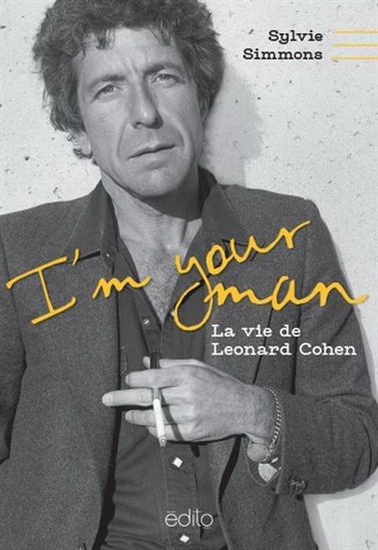 Sylvie
Simmons
I'm your
man
La vie de
Leonard Cohen
édito